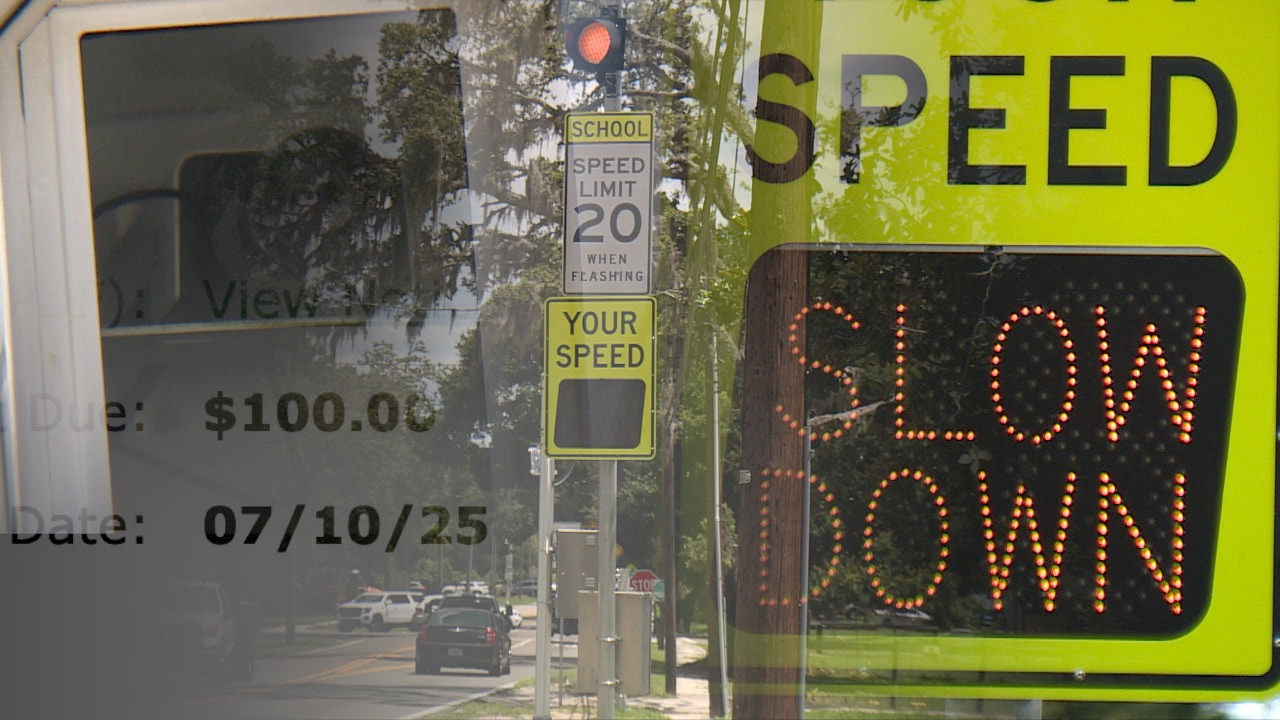 SCHOOL
SPEED
LIMIT
20
WHEN
FLASHING
YOUR
SPEED
STOP
SPEED
SLOW
DOWN
): View
Due: $100.00
Date: 07/10/25